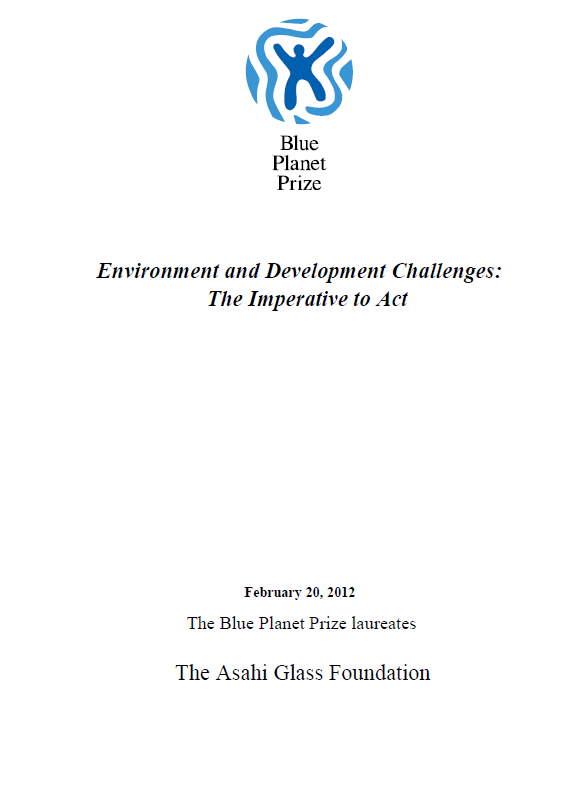 Blue
Planet
Prize
Environment and Development Challenges:
The Imperative to Act
February 20, 2012
The Blue Planet Prize laureates
The Asahi Glass Foundation